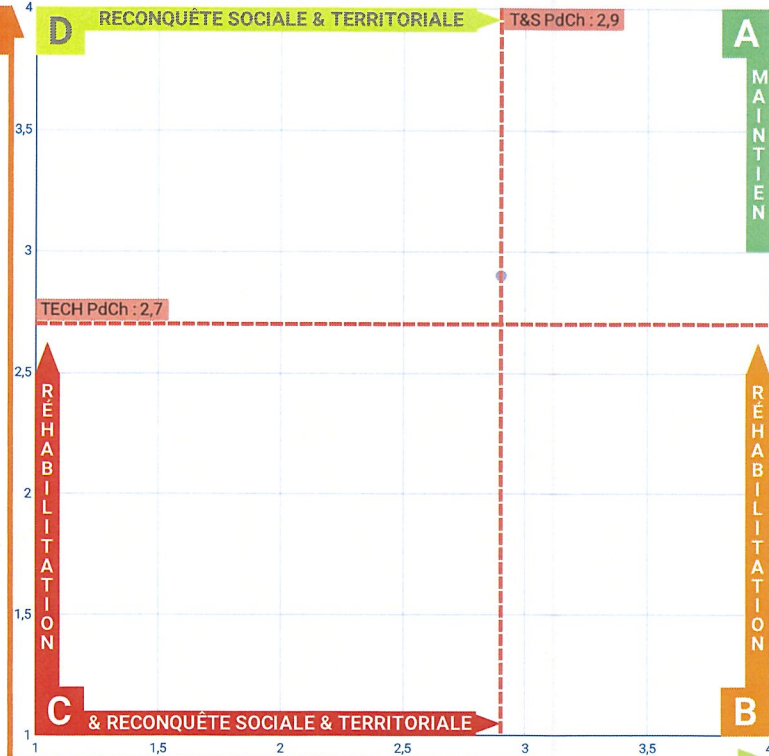 4
D
RECONQUÊTE SOCIALE & TERRITORIALE
T&S PdCh : 2,9
A
MAINTIEN
3,5
3
TECH PdCh : 2,7
2,5
RÉHABILITATION
RÉHABILITATION
2
1,5
C
& RECONQUÊTE SOCIALE & TERRITORIALE
B
1
1
1,5
2
2,5
3
3,5
4